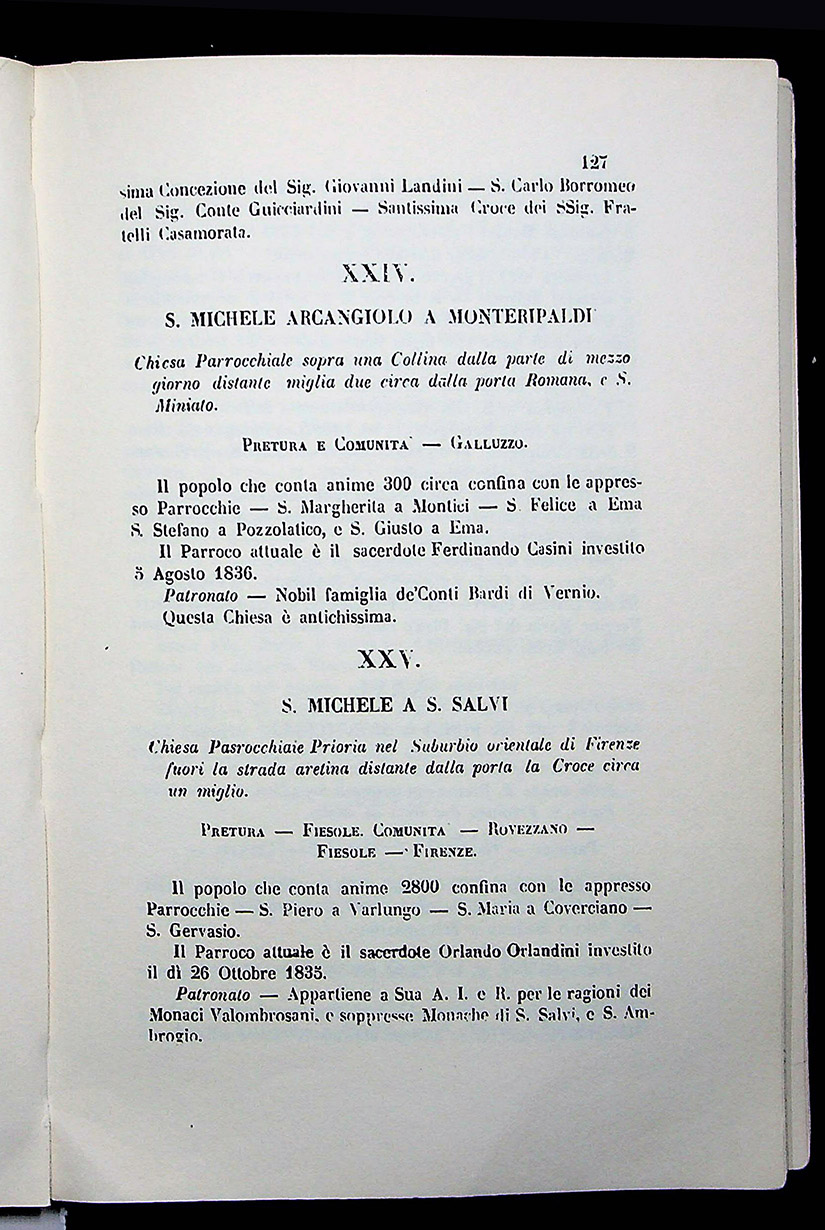 127
sima Concezione del Sig. Giovanni Landini — S. Carlo Borromeo
del Sig. Conte Guicciardini — Santissima Croce dei SSig. Fra-
telli Casamorata.
XXIV.
S. MICHELE ARCANGIOLO A MONTERIPALDI
Chiesa Parrocchiale sopra una Collina dalla parte di mezzo
giorno distante miglia due circa dalla porta Romana, e S.
Miniato.
PRETURA E COMUNITA' — GALLUZZO.
Il popolo che conta anime 300 circa confina con le appres-
so Parrocchie — S. Margherita a Montici — S. Felice a Ema
S. Stefano a Pozzolatico, e S. Giusto a Ema.
Il Parroco attuale è il sacerdote Ferdinando Casini investito
5 Agosto 1836.
Patronato — Nobil famiglia de'Conti Bardi di Vernio.
Questa Chiesa è antichissima.
XXV.
S. MICHELE A S. SALVI
Chiesa Pasrocchiaie Prioria nel Suburbio orientale di Firenze
fuori la strada aretina distante dalla porta la Croce circa
un miglio.
PRETURA — FIESOLE. COMUNITA' — ROVEZZANO —
FIESOLE — FIRENZE.
Il popolo che conta anime 2800 confina con le appresso
Parrocchie — S. Piero a Varlungo — S. Maria a Coverciano —
S. Gervasio.
Il Parroco attuale è il sacerdote Orlando Orlandini investito
il dì 26 Ottobre 1835.
Patronato — Appartiene a Sua A. I. e R. per le ragioni dei
Monaci Valombrosani, e soppresse Monache di S. Salvi, e S. Am-
brogio.